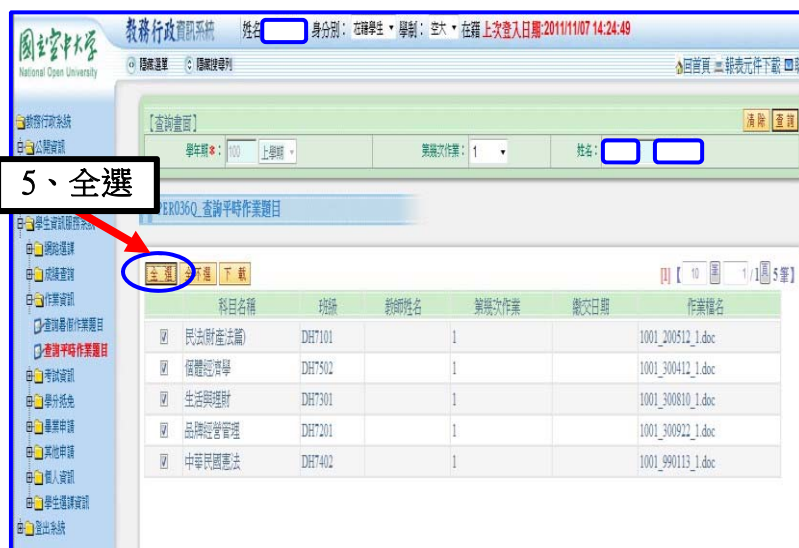 國立空中大學
National Open University
教務行政資訊系統 姓名 身分別： 在籍學生 學制： 空大 在籍 上次登入日期:2011/11/07 14:24:49
隱藏選單 隱藏搜尋列
回首頁 報表元件下載
教務行政系統
公開資訊
【查詢畫面】 清除 查詢
學年期*： 100 上學期 第幾次作業： 1 姓名：
5、全選
學生資訊服務系統
PER036Q_查詢平時作業題目
網路選課
成績查詢
作業資訊
查詢暑假作業題目
查詢平時作業題目
考試資訊
學分抵免
畢業申請
其他申請
個人資訊
學生選課資訊
登出系統
全 選 全不選 下 載 [1]【 10 筆 1 /1頁 5筆】
科目名稱 班級 教師姓名 第幾次作業 繳交日期 作業檔名
民法(財產法篇) DH7101 1 1001_200512_1.doc
個體經濟學 DH7502 1 1001_300412_1.doc
生活與理財 DH7301 1 1001_300810_1.doc
品牌經營管理 DH7201 1 1001_300922_1.doc
中華民國憲法 DH7402 1 1001_990113_1.doc